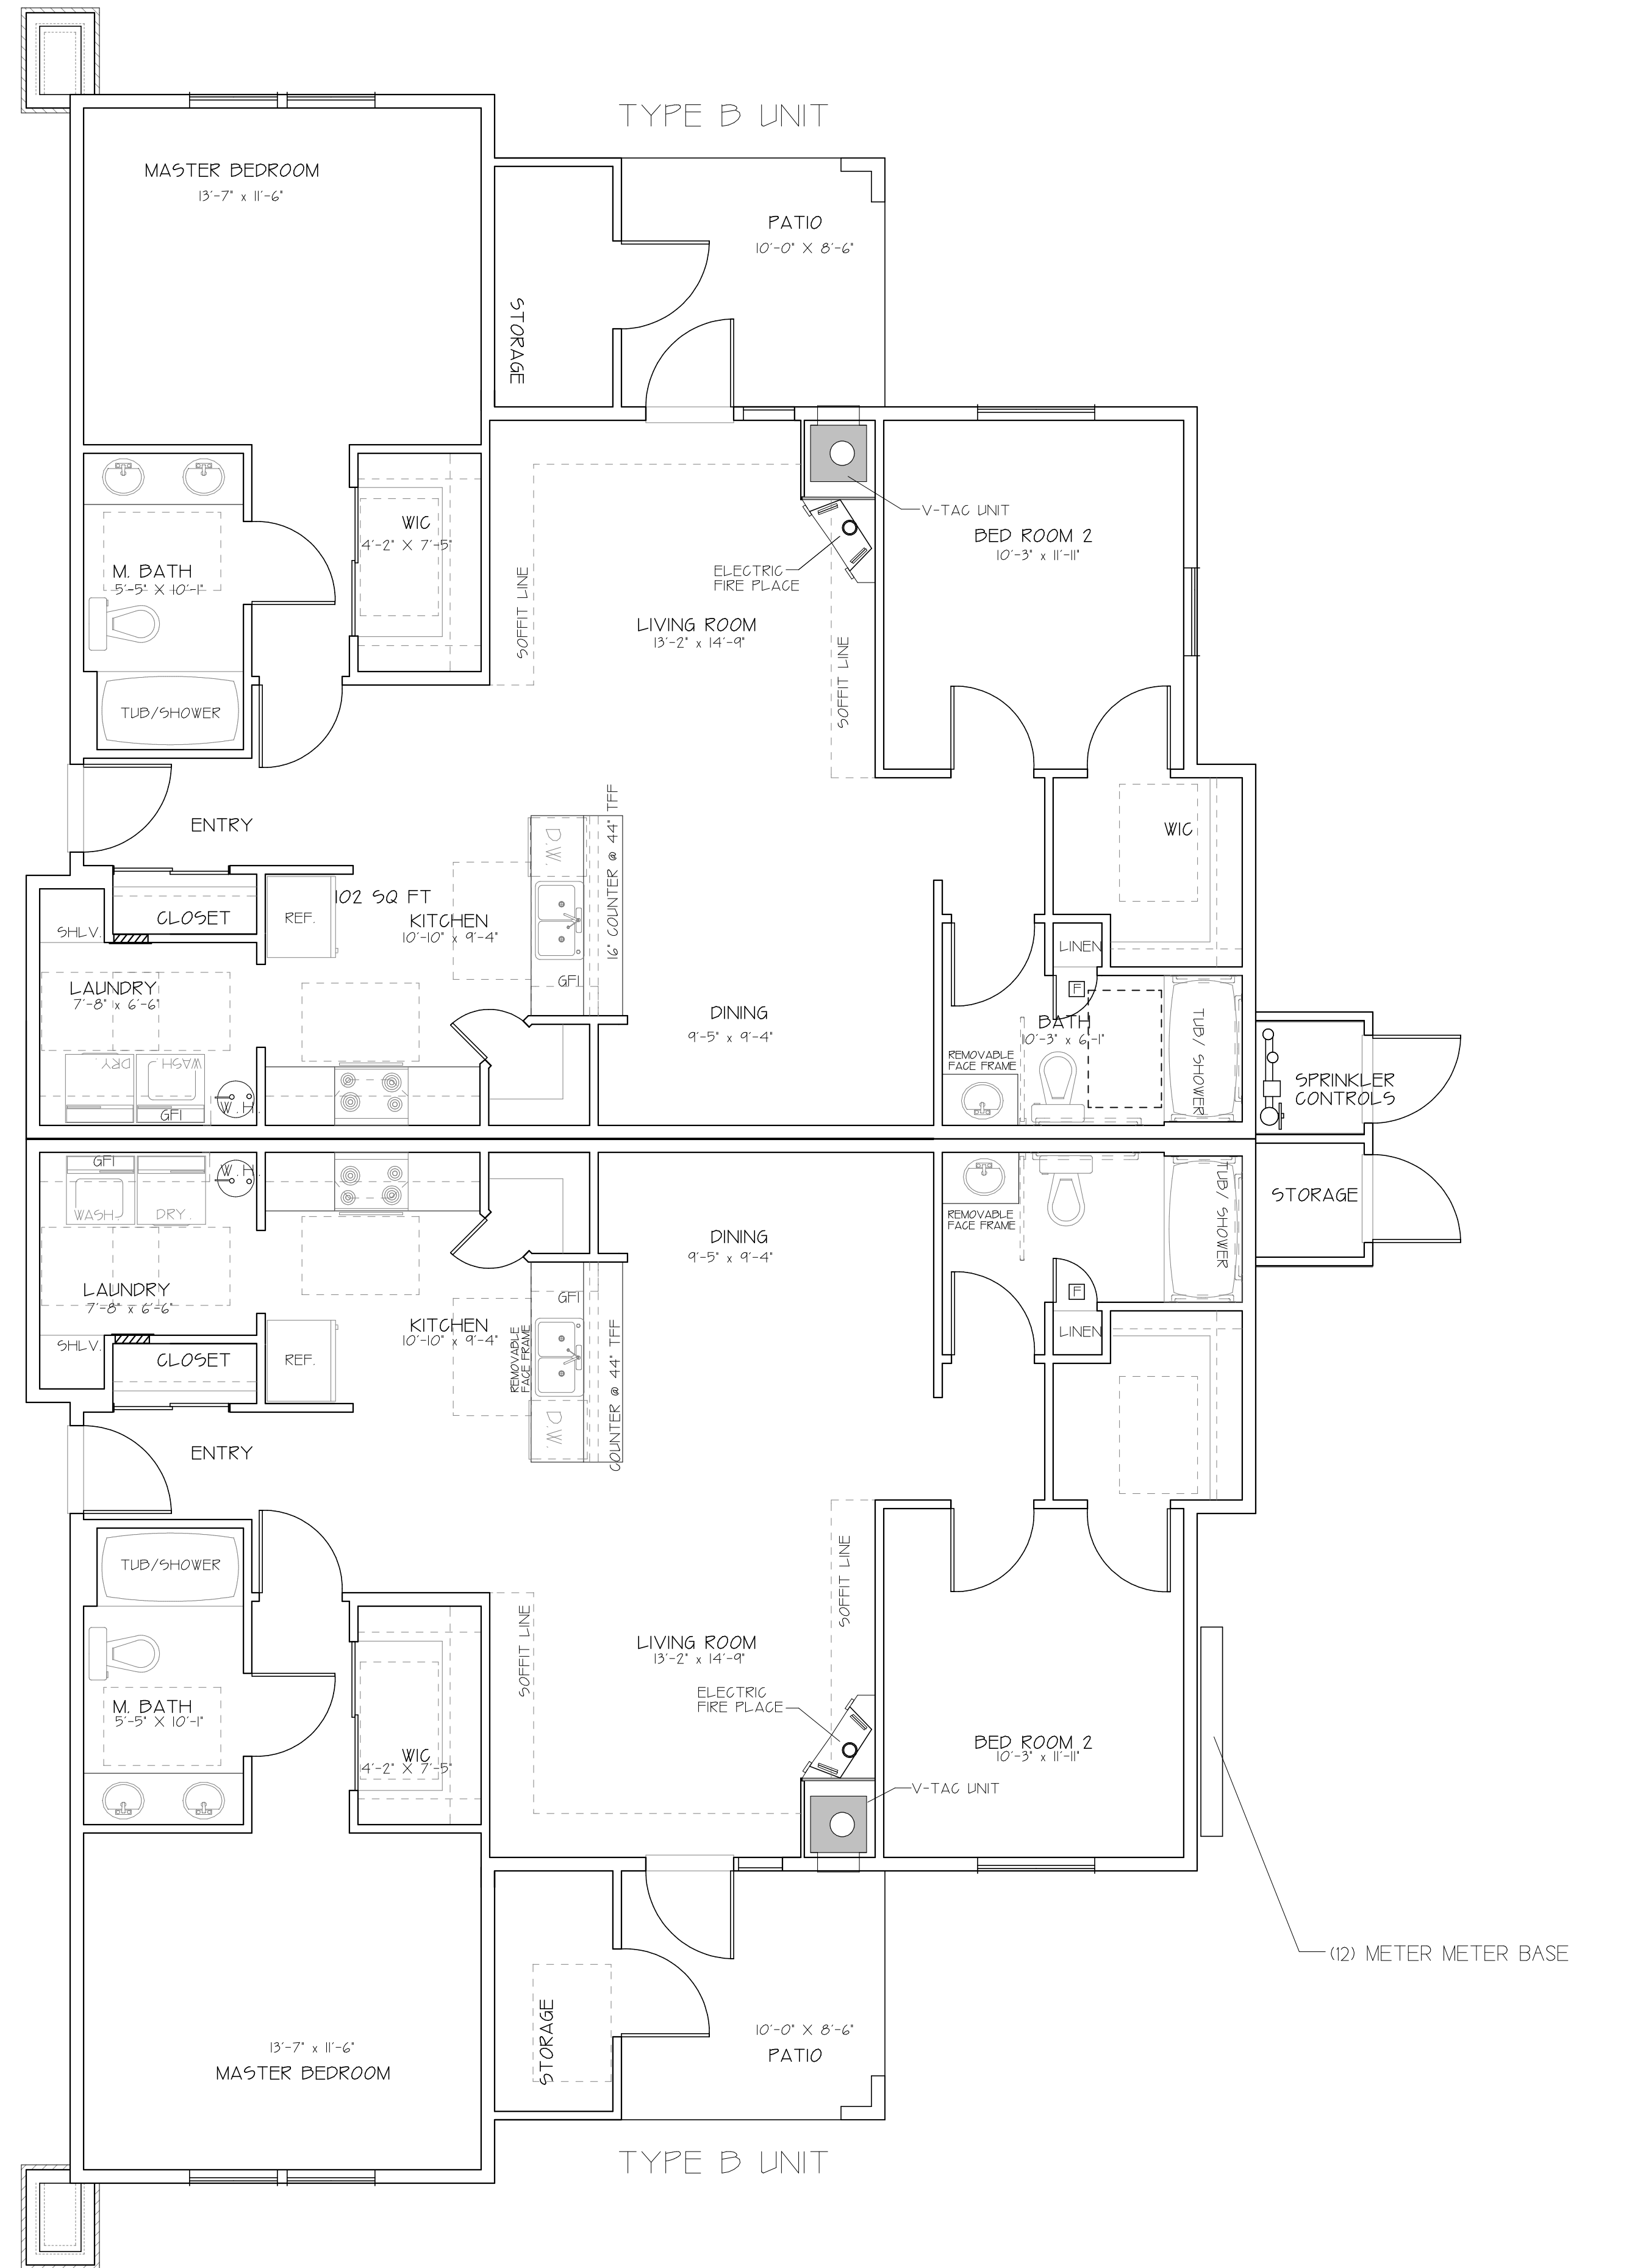 TYPE B UNIT
MASTER BEDROOM
13'-7" x 11'-6"
PATIO
10'-0" X 8'-6"
STORAGE
V-TAC UNIT
WIC
4'-2" X 7'-5"
BED ROOM 2
10'-3" x 11'-11"
M. BATH
5'-5" X 10'-1"
ELECTRIC
FIRE PLACE
SOFFIT LINE
LIVING ROOM
13'-2" x 14'-9"
SOFFIT LINE
TUB/SHOWER
ENTRY
D.W.
16" COUNTER @ 44" TFF
WIC
102 SQ FT
CLOSET
REF.
KITCHEN
10'-10" x 9'-4"
SHLV.
LINEN
LAUNDRY
7'-8" x 6'-6"
GFI
F
DINING
9'-5" x 9'-4"
BATH
10'-3" x 6'-1"
TUB/ SHOWER
REMOVABLE
FACE FRAME
DRY
WASH
SPRINKLER
CONTROLS
W.H.
GFI
GFI
W.H.
WASH
DRY
STORAGE
TUB/ SHOWER
REMOVABLE
FACE FRAME
DINING
9'-5" x 9'-4"
LAUNDRY
7'-8" x 6'-6"
GFI
F
KITCHEN
10'-10" x 9'-4"
LINEN
SHLV.
CLOSET
REF.
REMOVABLE
FACE FRAME
COUNTER @ 44" TFF
D.W.
ENTRY
TUB/SHOWER
SOFFIT LINE
SOFFIT LINE
LIVING ROOM
13'-2" x 14'-9"
ELECTRIC
FIRE PLACE
M. BATH
5'-5" X 10'-1"
WIC
4'-2" X 7'-5"
BED ROOM 2
10'-3" x 11'-11"
V-TAC UNIT
(12) METER METER BASE
STORAGE
10'-0" X 8'-6"
PATIO
13'-7" x 11'-6"
MASTER BEDROOM
TYPE B UNIT